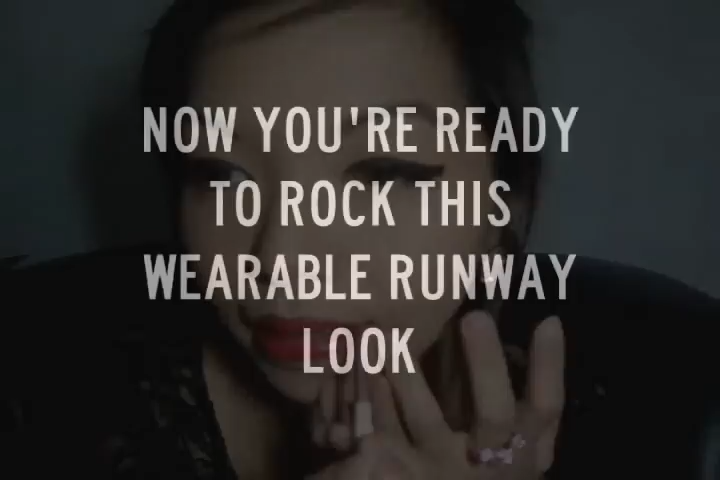 NOW YOU'RE READY
TO ROCK THIS
WEARABLE RUNWAY
LOOK